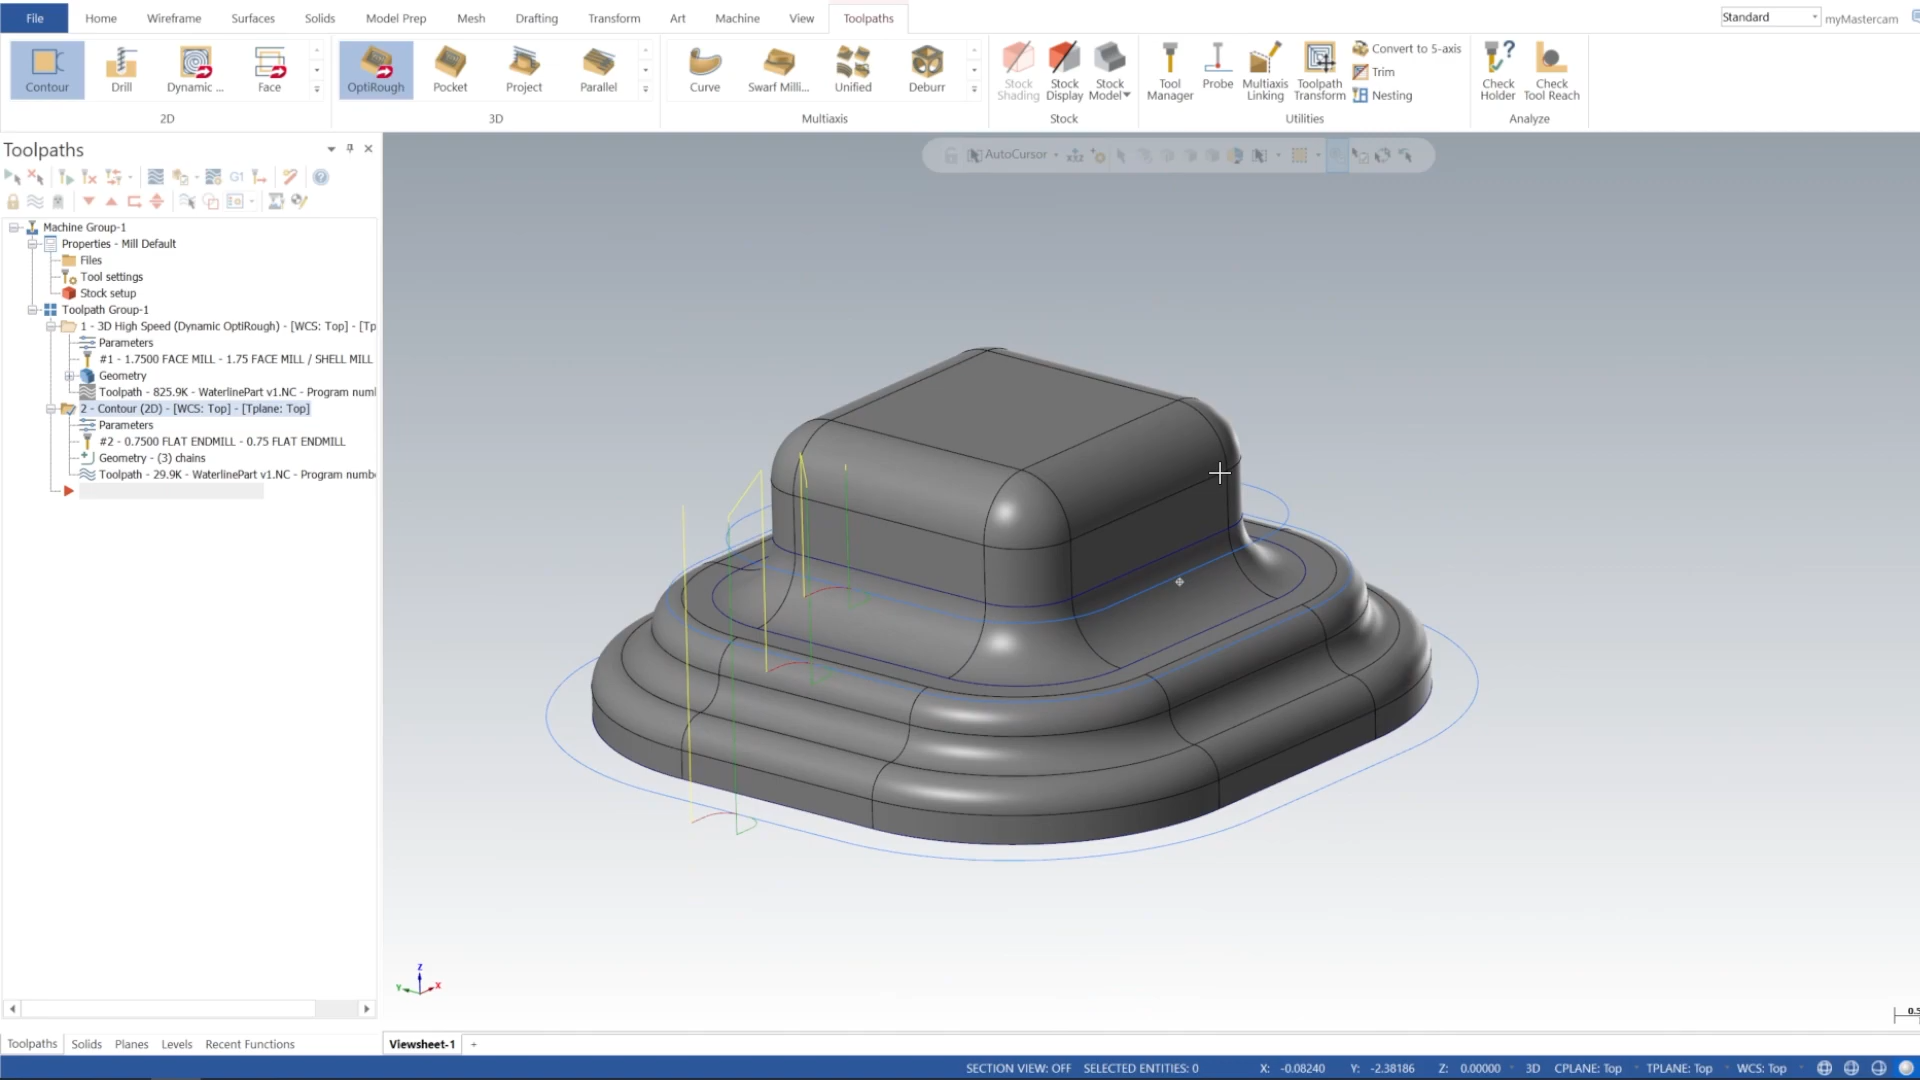 File Home Wireframe Surfaces Solids Model Prep Mesh Drafting Transform Art Machine View Toolpaths Standard myMastercam
Contour Drill Dynamic ... Face OptiRough Pocket Project Parallel Curve Swarf Milli... Unified Deburr Stock Shading Stock Display Stock Model Tool Manager Probe Multiaxis Linking Toolpath Transform Convert to 5-axis Trim Nesting Check Holder Check Tool Reach
2D 3D Multiaxis Stock Utilities Analyze
Toolpaths
AutoCursor
G1
Machine Group-1
Properties - Mill Default
Files
Tool settings
Stock setup
Toolpath Group-1
1 - 3D High Speed (Dynamic OptiRough) - [WCS: Top] - [Tp
Parameters
#1 - 1.7500 FACE MILL - 1.75 FACE MILL / SHELL MILL
Geometry
Toolpath - 825.9K - WaterlinePart v1.NC - Program num
2 - Contour (2D) - [WCS: Top] - [Tplane: Top]
Parameters
#2 - 0.7500 FLAT ENDMILL - 0.75 FLAT ENDMILL
Geometry - (3) chains
Toolpath - 29.9K - WaterlinePart v1.NC - Program numb
Z
Y X
0.5
Toolpaths Solids Planes Levels Recent Functions Viewsheet-1 +
SECTION VIEW: OFF SELECTED ENTITIES: 0 X: -0.08240 Y: -2.38186 Z: 0.00000 3D CPLANE: Top TPLANE: Top WCS: Top